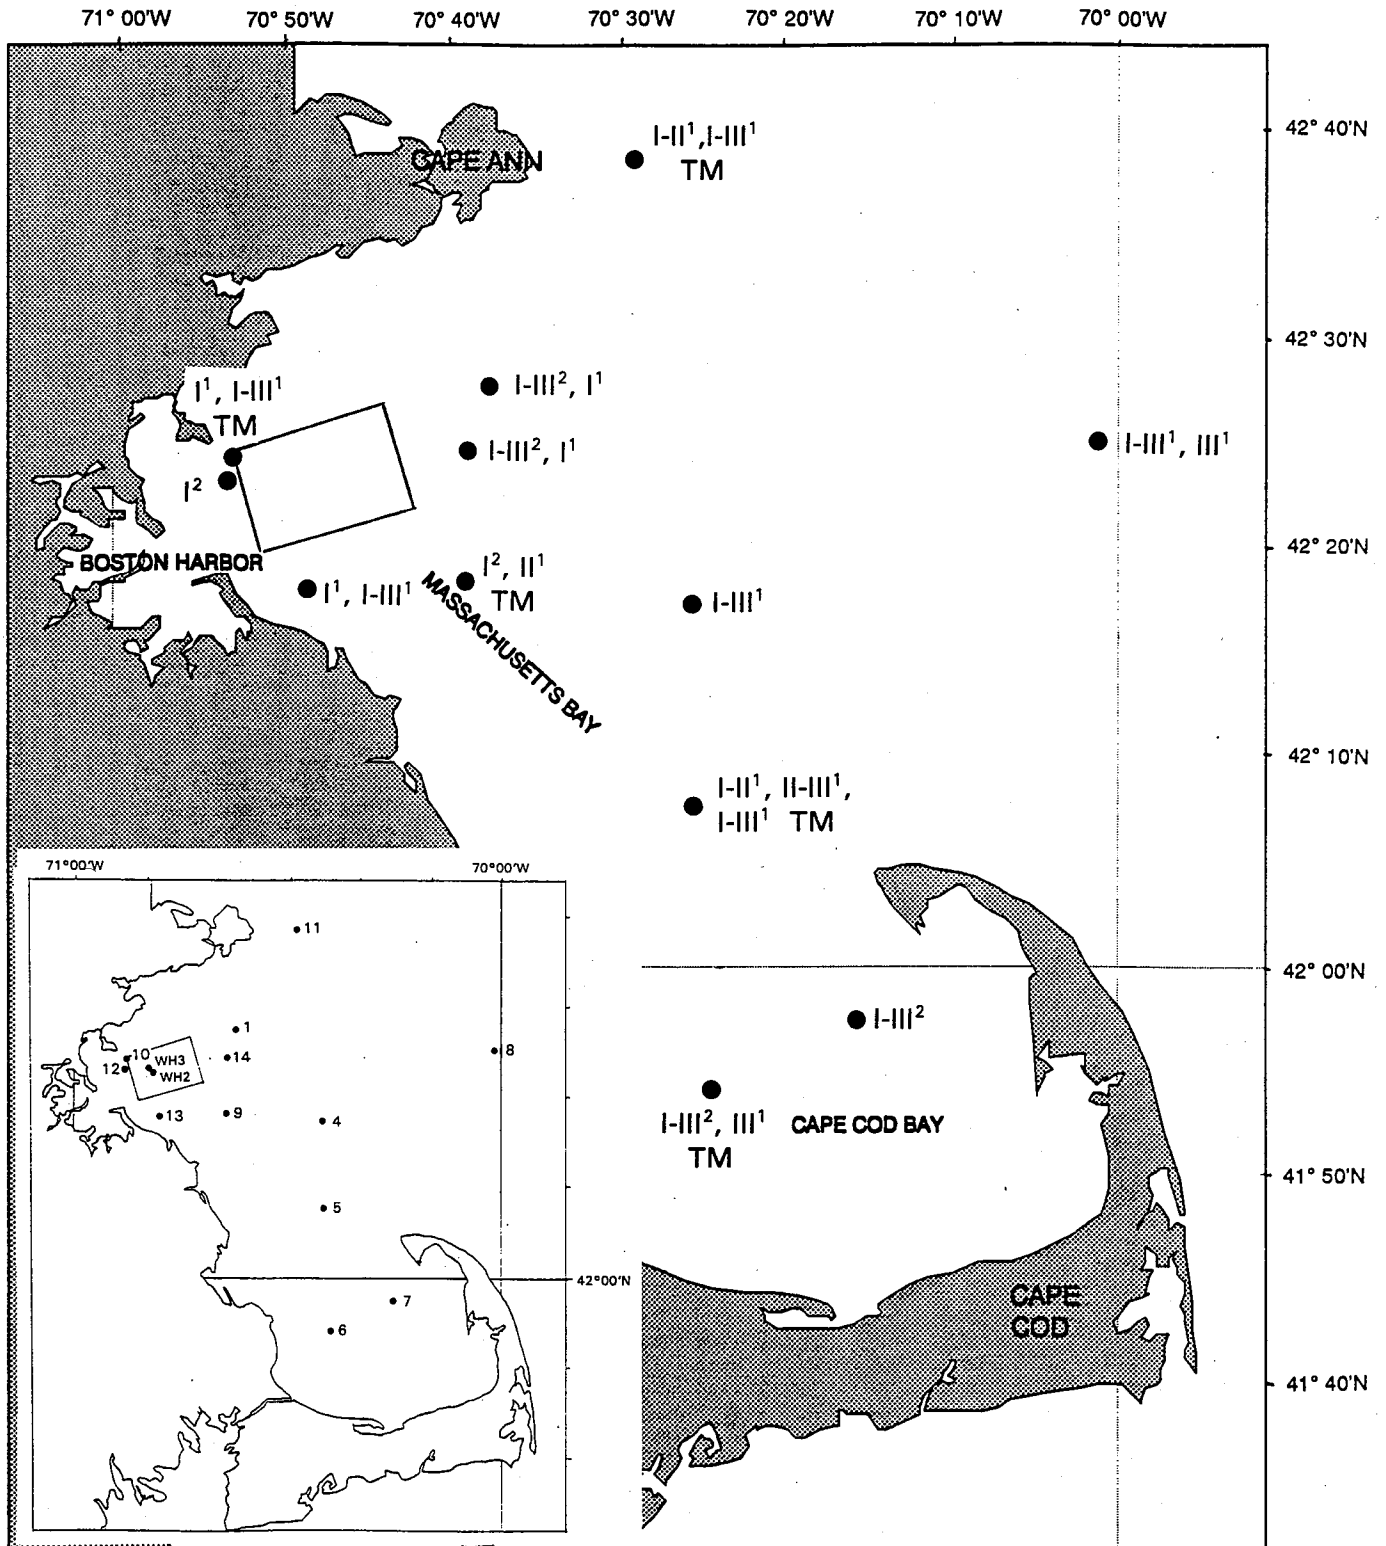 71° 00'W 70° 50'W 70° 40'W 70° 30'W 70° 20'W 70° 10'W 70° 00'W
I-II¹,I-III¹
TM
42° 40'N
CAPE ANN
42° 30'N
I¹, I-III¹
TM
I-III², I¹
I-III², I¹
I-III¹, III¹
I²
42° 20'N
BOSTON HARBOR
I¹, I-III¹
I², II¹
TM
I-III¹
MASSACHUSETTS BAY
42° 10'N
I-II¹, II-III¹,
I-III¹ TM
42° 00'N
I-III²
I-III², III¹
TM
CAPE COD BAY
41° 50'N
CAPE
COD
41° 40'N
71°00'W 70°00'W
11
1
8
10
WH3
14
12
WH2
13
9
4
5
42°00'N
7
6